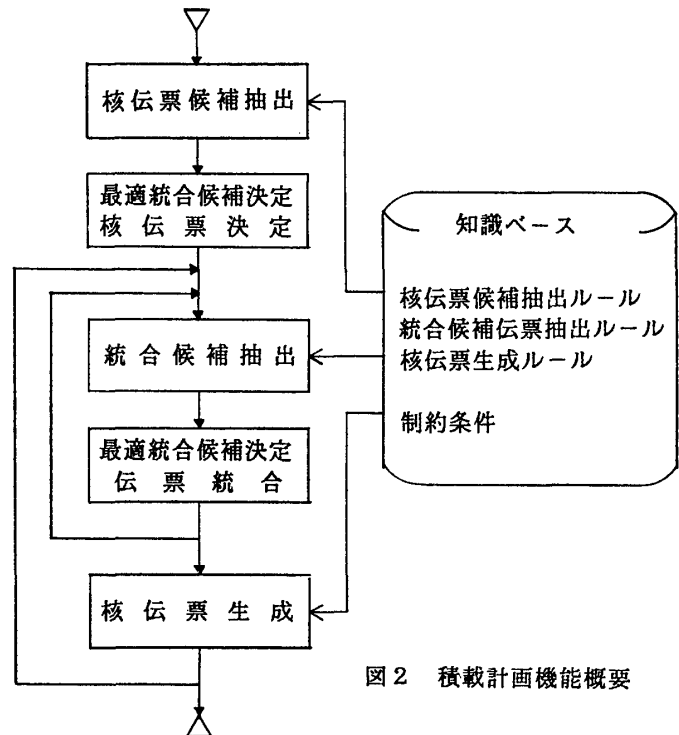 核伝票候補抽出
最適統合候補決定
核伝票決定
統合候補抽出
最適統合候補決定
伝票統合
核伝票生成
知識ベース
核伝票候補抽出ルール
統合候補伝票抽出ルール
核伝票生成ルール
制約条件
図2 積載計画機能概要